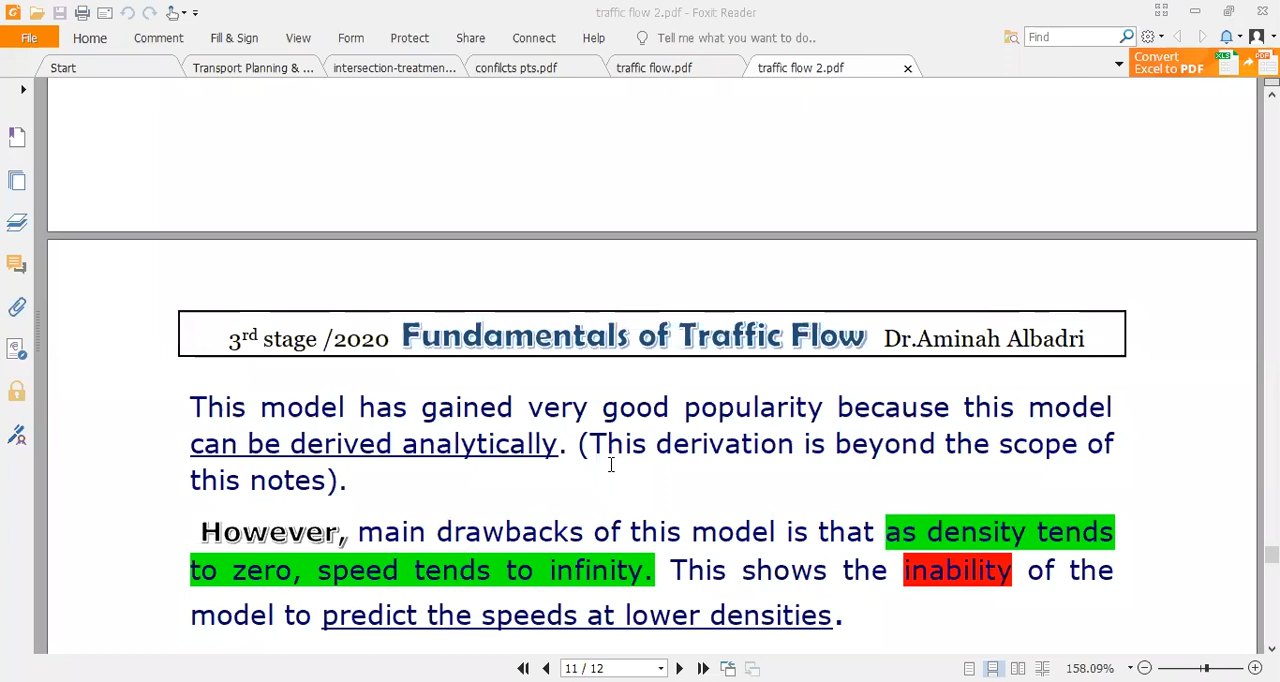 traffic flow 2.pdf - Foxit Reader
File Home Comment Fill & Sign View Form Protect Share Connect Help Tell me what you want to do.. Find
Start Transport Planning & ... intersection-treatmen... confilcts pts.pdf traffic flow.pdf traffic flow 2.pdf Convert Excel to PDF
3rd stage /2020 Fundamentals of Traffic Flow Dr.Aminah Albadri
This model has gained very good popularity because this model
can be derived analytically. (This derivation is beyond the scope of
this notes).
However, main drawbacks of this model is that as density tends
to zero, speed tends to infinity. This shows the inability of the
model to predict the speeds at lower densities.
11 / 12 158.09%